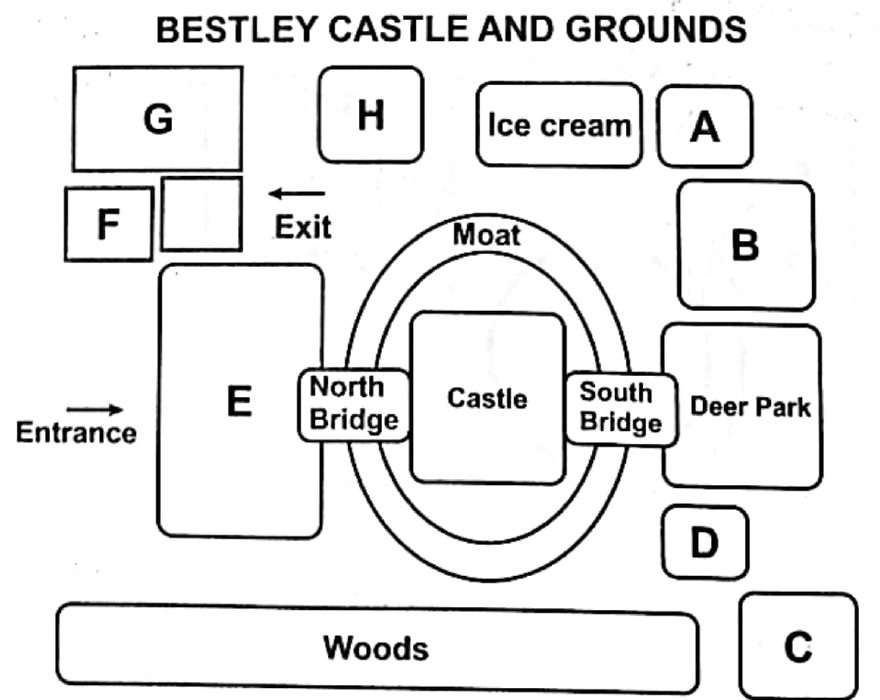 BESTLEY CASTLE AND GROUNDS
G
H
Ice cream
A
F
Exit
Moat
B
E
North
Bridge
Castle
South
Bridge
Deer Park
Entrance
D
Woods
C